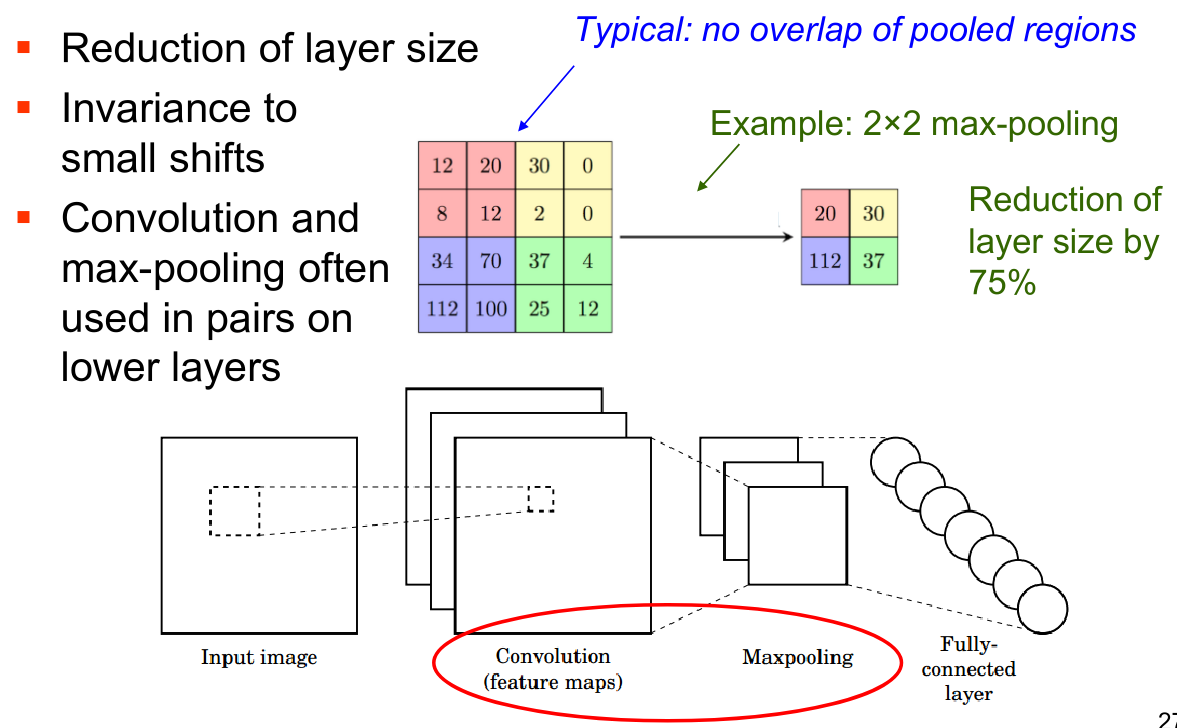 ▪ Reduction of layer size
▪ Invariance to
small shifts
▪ Convolution and
max-pooling often
used in pairs on
lower layers
Typical: no overlap of pooled regions
Example: 2×2 max-pooling
12 20 30 0
8 12 2 0
34 70 37 4
112 100 25 12
20 30
112 37
Reduction of
layer size by
75%
Input image
Convolution
(feature maps)
Maxpooling
Fully-
connected
layer
27